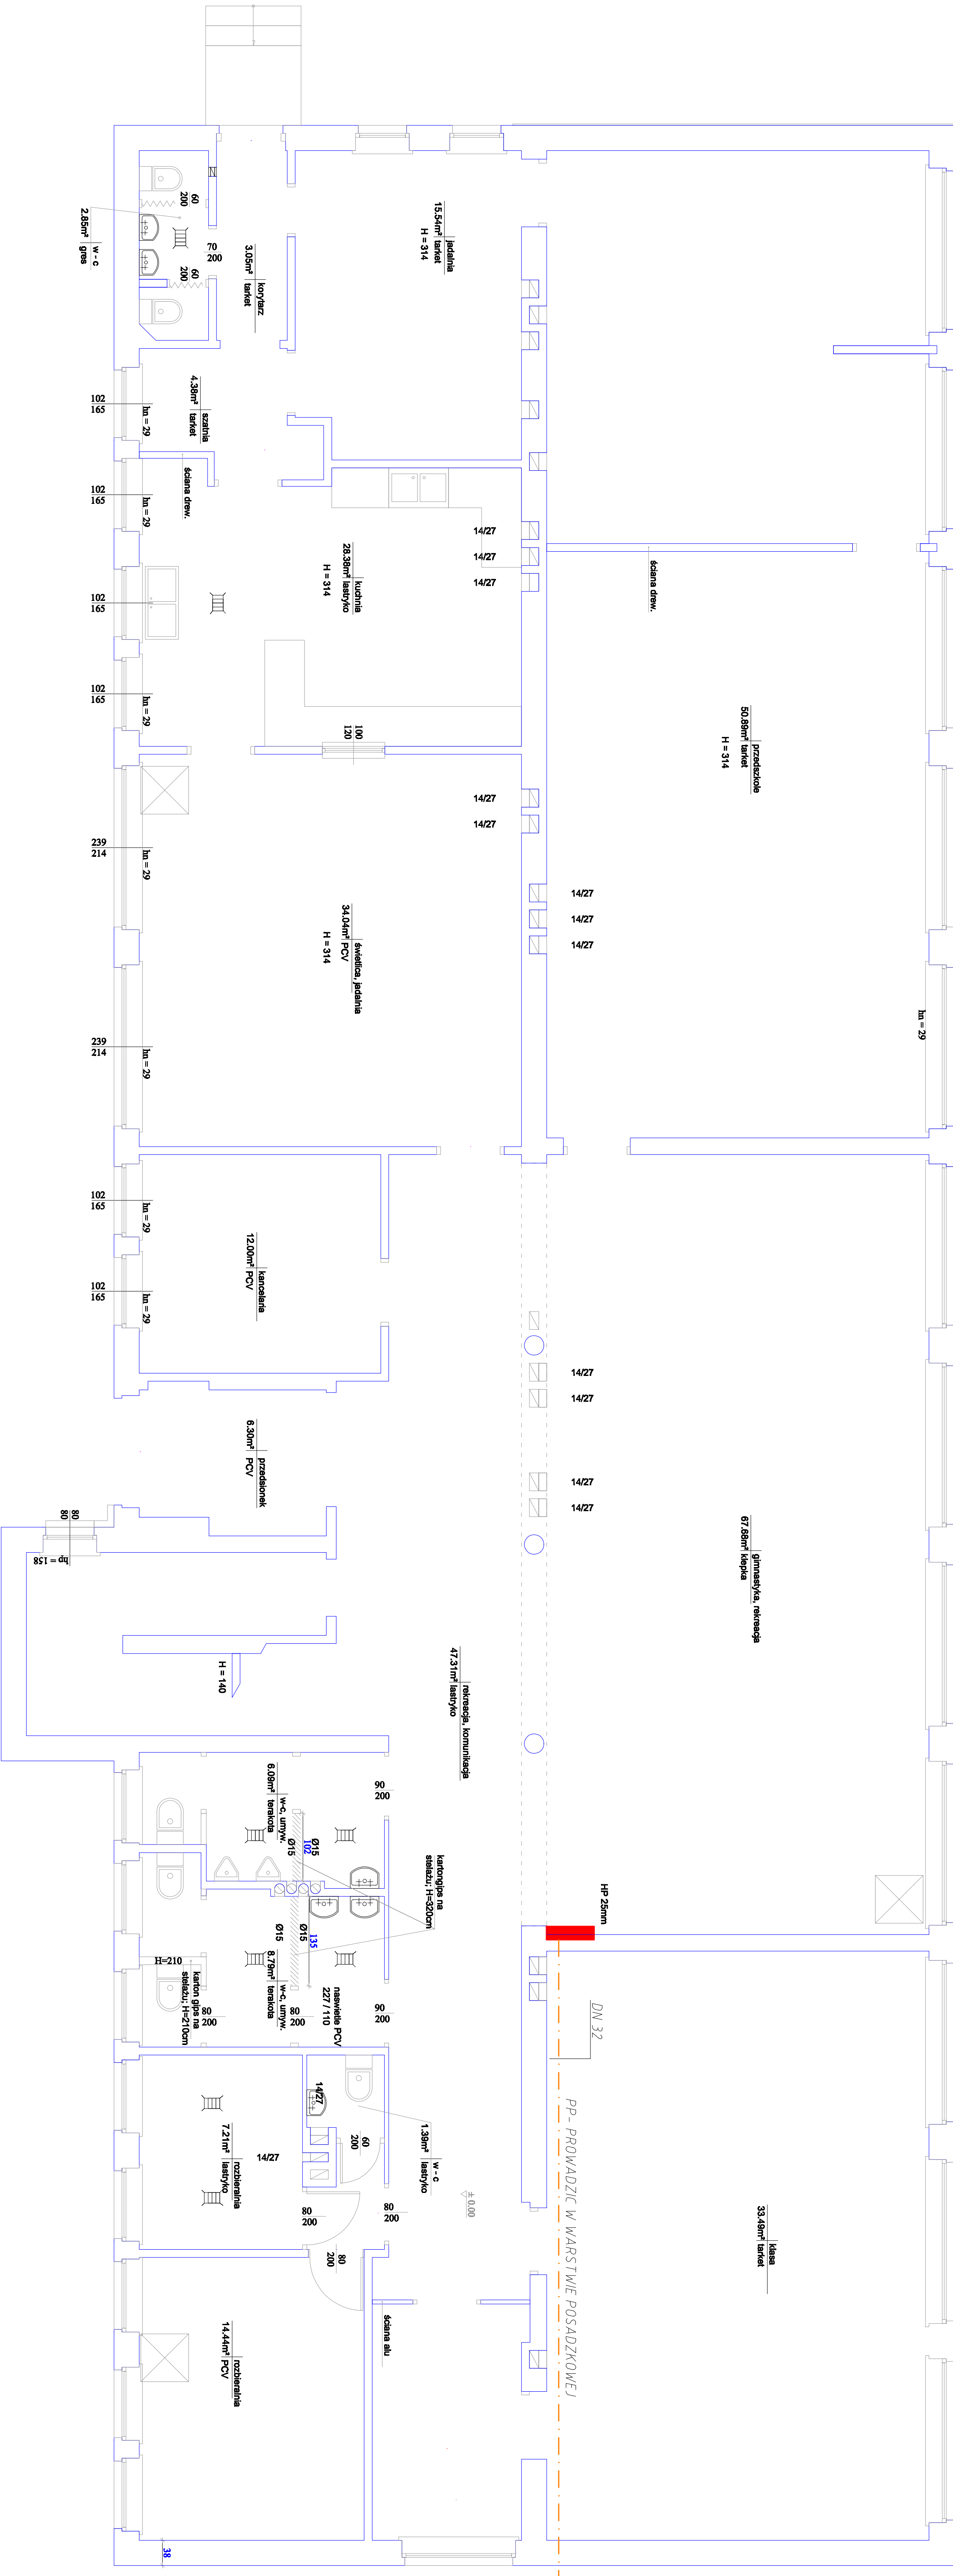 jadalnia
15.54m² tarket
H = 314
korytarz
3.05m² tarket
60
200
70
200
60
200
w - c
2.85m² gres
szatnia
4.38m² tarket
ściana drew.
102
165
hn = 29
102
165
hn = 29
102
165
102
165
hn = 29
kuchnia
28.38m² lastryko
H = 314
14/27
14/27
14/27
ściana drew.
przedszkole
50.89m² tarket
H = 314
100
120
14/27
14/27
14/27
14/27
14/27
239
214
hn = 29
świetlica, jadalnia
34.04m² PCV
H = 314
239
214
hn = 29
hn = 29
102
165
hn = 29
102
165
hn = 29
kancelaria
12.00m² PCV
14/27
14/27
14/27
14/27
przedsionek
6.30m² PCV
80
80
hp = 158
H = 140
gimnastyka, rekreacja
67.68m² klepka
rekreacja, komunikacja
47.31m² lastryko
w-c, umyw.
6.09m² terakota
90
200
Ø15
Ø15
102
kartongips na
stelażu; H=320cm
Ø15
Ø15
135
w-c, umyw.
8.79m² terakota
H=210
karton gips na
stelażu; H=210cm
80
200
80
200
90
200
naswietle PCV
227 / 110
HP 25mm
DN 32
PP- PROWADZIC W WARSTWIE POSADZKOWEJ
14/27
w - c
1.39m² lastryko
60
200
14/27
rozbieralnia
7.21m² lastryko
80
200
80
200
80
200
± 0.00
klasa
33.49m² tarket
ściana alu
rozbieralnia
14.44m² PCV
38